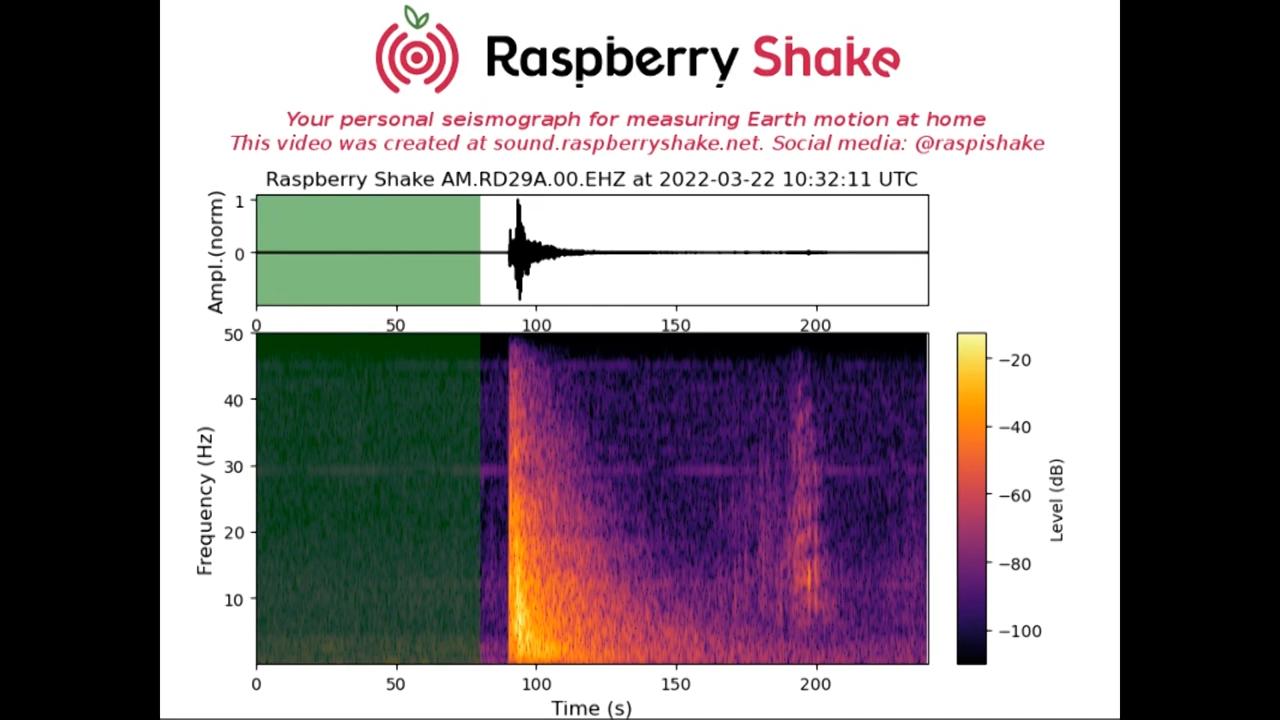 Raspberry Shake
Your personal seismograph for measuring Earth motion at home
This video was created at sound.raspberryshake.net. Social media: @raspishake
Raspberry Shake AM.RD29A.00.EHZ at 2022-03-22 10:32:11 UTC
Ampl.(norm)
1
0
0 50 100 150 200
Frequency (Hz)
50
40
30
20
10
0 50 100 150 200
Time (s)
−20
−40
−60
−80
−100
Level (dB)